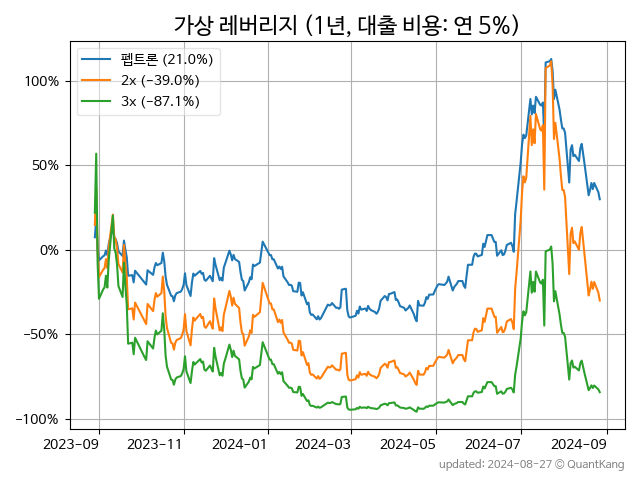 가상 레버리지 (1년, 대출 비용: 연 5%)
펩트론 (21.0%)
2x (−39.0%)
3x (−87.1%)
100%
50%
0%
−50%
−100%
2023-09 2023-11 2024-01 2024-03 2024-05 2024-07 2024-09
updated: 2024-08-27 © QuantKang